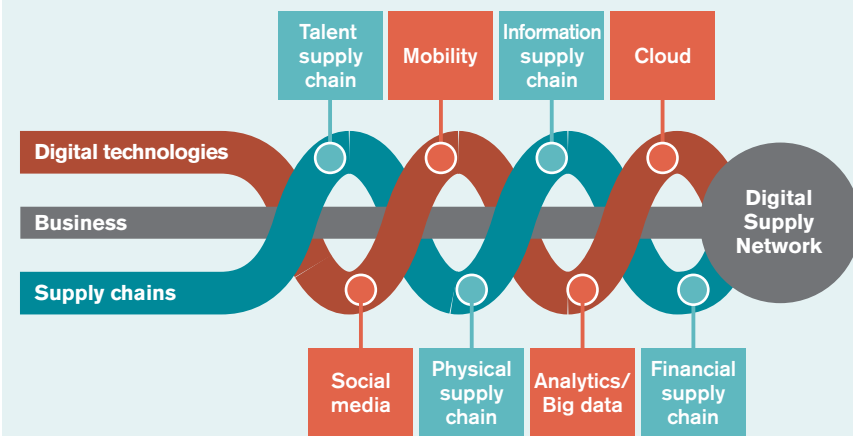 Talent
supply
chain
Mobility
Information
supply
chain
Cloud
Digital technologies
Business
Supply chains
Digital
Supply
Network
Social
media
Physical
supply
chain
Analytics/
Big data
Financial
supply
chain